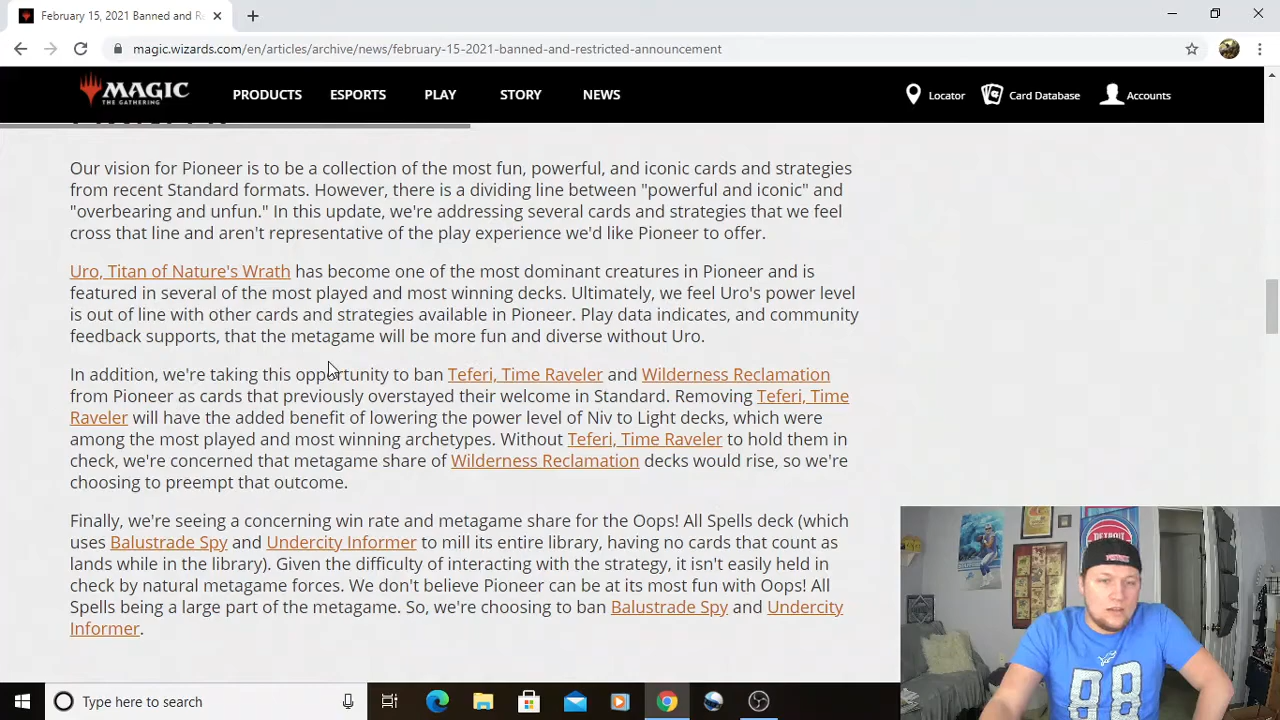 February 15, 2021 Banned and Re
magic.wizards.com/en/articles/archive/news/february-15-2021-banned-and-restricted-announcement
MAGIC
THE GATHERING
PRODUCTS ESPORTS PLAY STORY NEWS
Locator Card Database Accounts
Our vision for Pioneer is to be a collection of the most fun, powerful, and iconic cards and strategies
from recent Standard formats. However, there is a dividing line between "powerful and iconic" and
"overbearing and unfun." In this update, we're addressing several cards and strategies that we feel
cross that line and aren't representative of the play experience we'd like Pioneer to offer.
Uro, Titan of Nature's Wrath has become one of the most dominant creatures in Pioneer and is
featured in several of the most played and most winning decks. Ultimately, we feel Uro's power level
is out of line with other cards and strategies available in Pioneer. Play data indicates, and community
feedback supports, that the metagame will be more fun and diverse without Uro.
In addition, we're taking this opportunity to ban Teferi, Time Raveler and Wilderness Reclamation
from Pioneer as cards that previously overstayed their welcome in Standard. Removing Teferi, Time
Raveler will have the added benefit of lowering the power level of Niv to Light decks, which were
among the most played and most winning archetypes. Without Teferi, Time Raveler to hold them in
check, we're concerned that metagame share of Wilderness Reclamation decks would rise, so we're
choosing to preempt that outcome.
Finally, we're seeing a concerning win rate and metagame share for the Oops! All Spells deck (which
uses Balustrade Spy and Undercity Informer to mill its entire library, having no cards that count as
lands while in the library). Given the difficulty of interacting with the strategy, it isn't easily held in
check by natural metagame forces. We don't believe Pioneer can be at its most fun with Oops! All
Spells being a large part of the metagame. So, we're choosing to ban Balustrade Spy and Undercity
Informer.
DETROIT
88
Type here to search